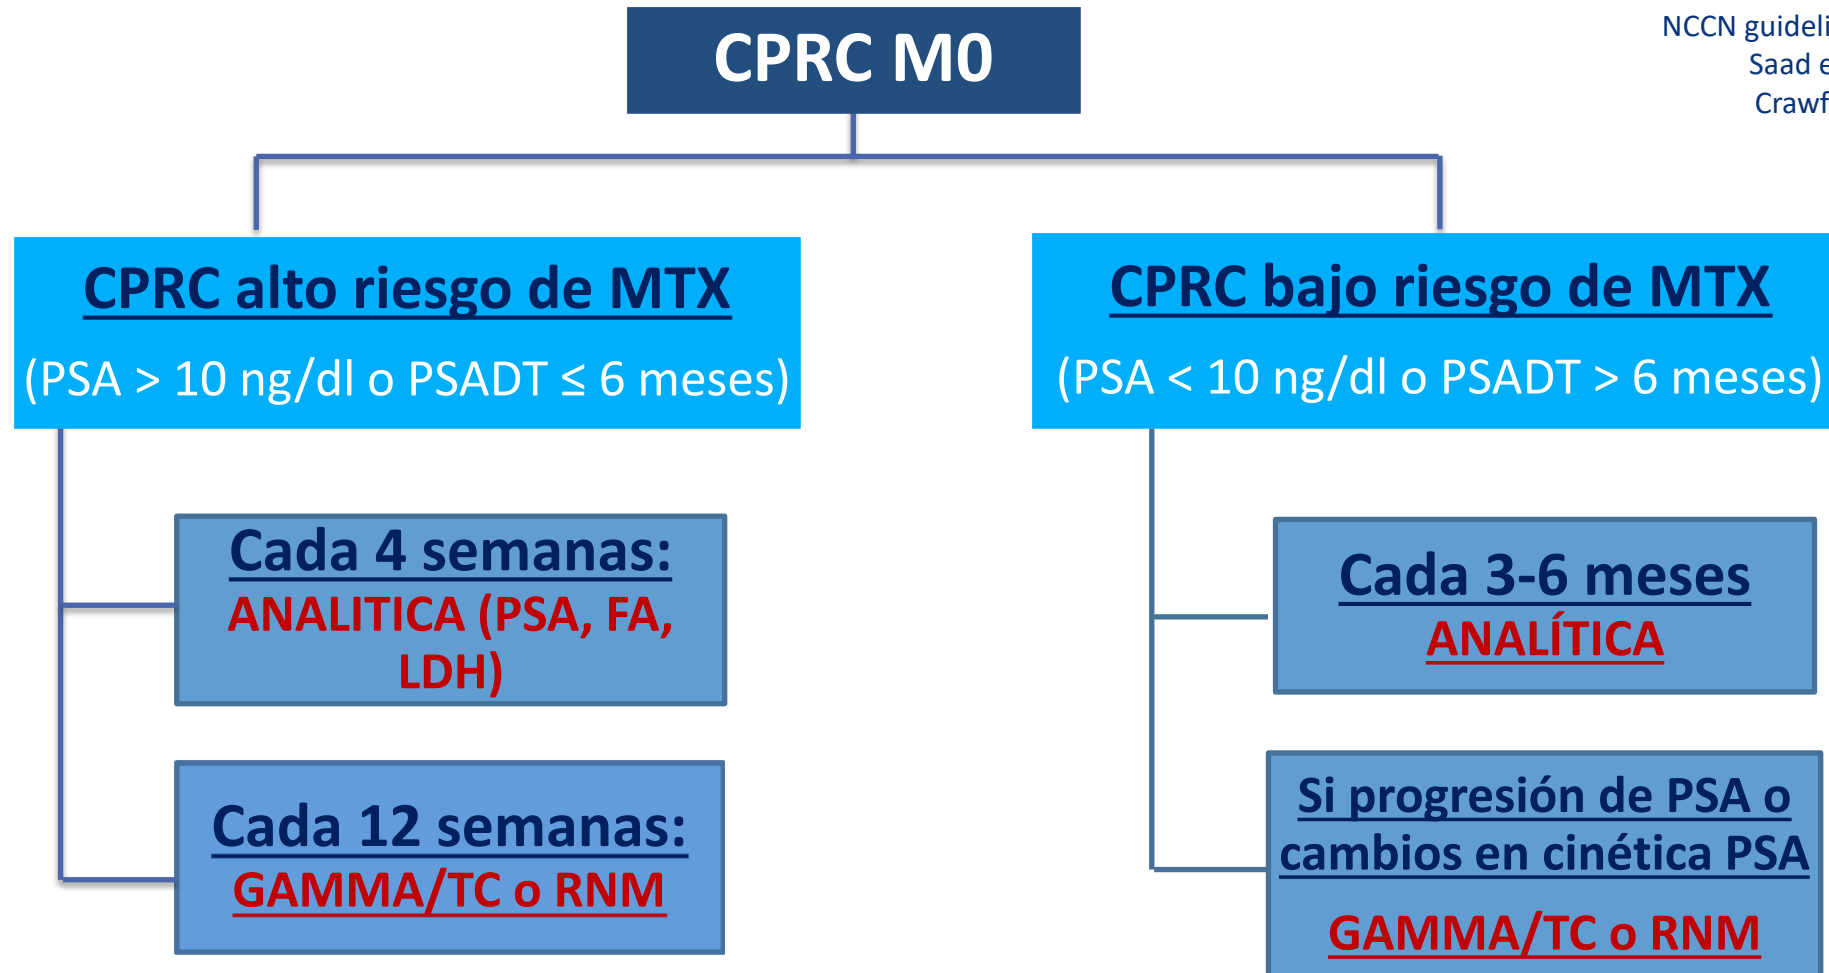 CPRC M0
NCCN
Saad
CPRC alto riesgo de MTX
(PSA > 10 ng/dl o PSADT ≤ 6 meses)
CPRC bajo riesgo de MTX
(PSA < 10 ng/dl o PSADT > 6 meses)
Cada 4 semanas:
ANALITICA (PSA, FA,
LDH)
Cada 12 semanas:
GAMMA/TC o RNM
Cada 3-6 meses
ANALÍTICA
Si progresión de PSA o
cambios en cinética PSA
GAMMA/TC o RNM